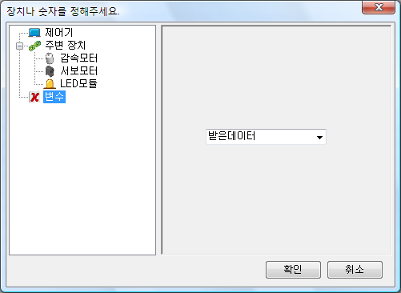 장치나 숫자를 정해주세요.
제어기
주변 장치
감속모터
서보모터
LED모듈
변수
받은데이터
확인
취소